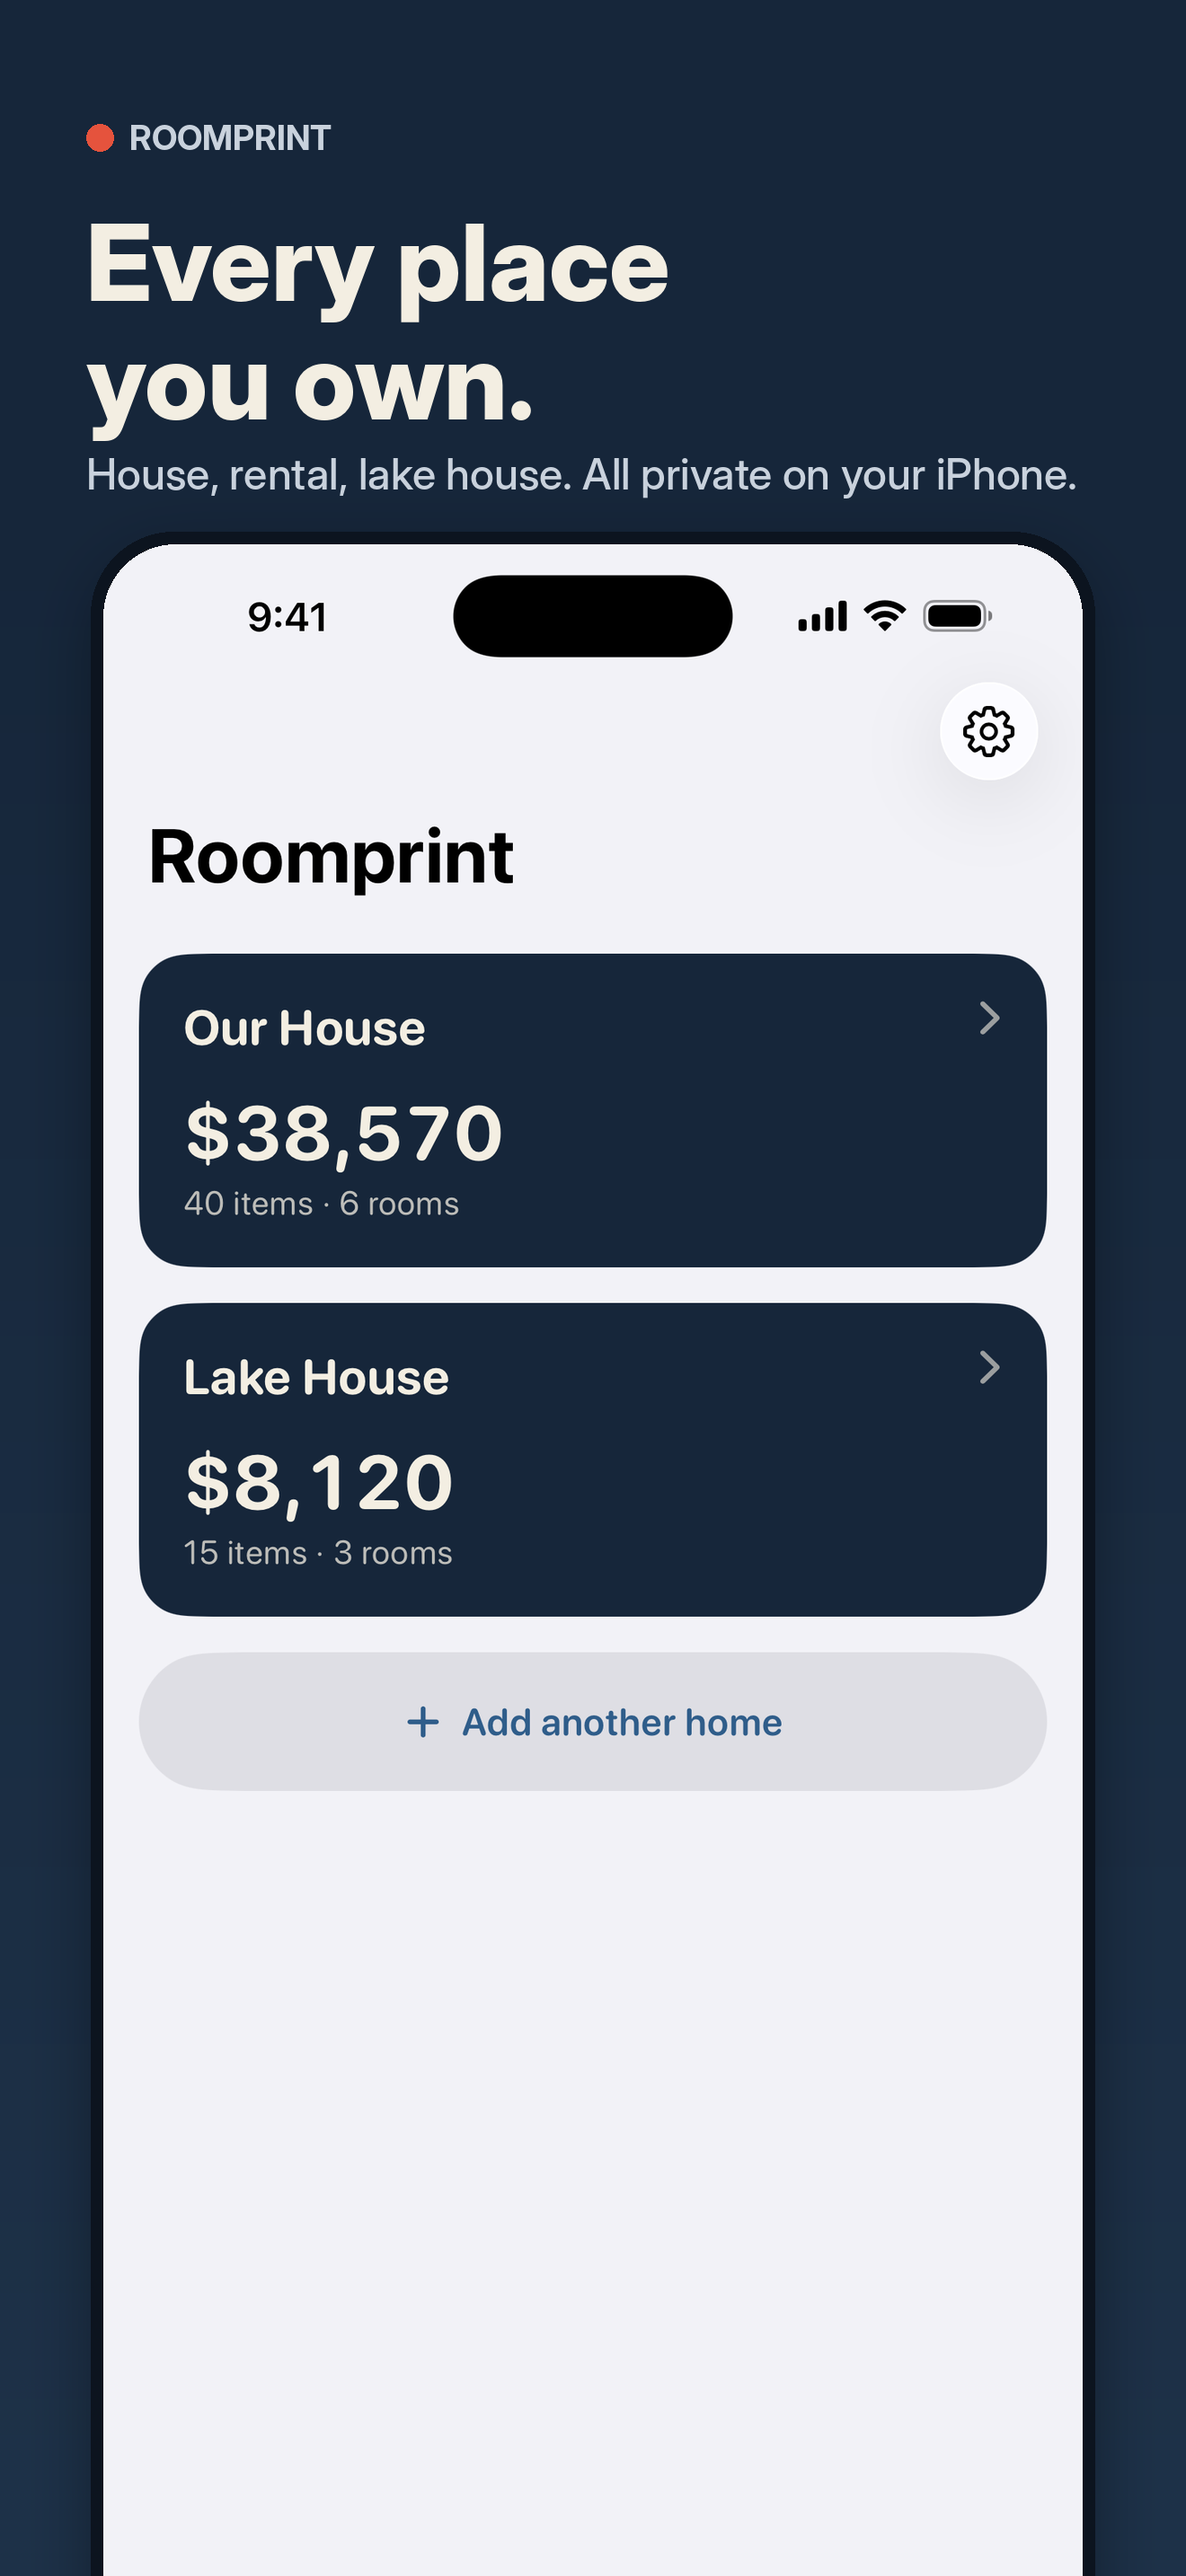 ROOMPRINT
Every place
you own.
House, rental, lake house. All private on your iPhone.
9:41
Roomprint
Our House
$38,570
40 items · 6 rooms
Lake House
$8,120
15 items · 3 rooms
+ Add another home